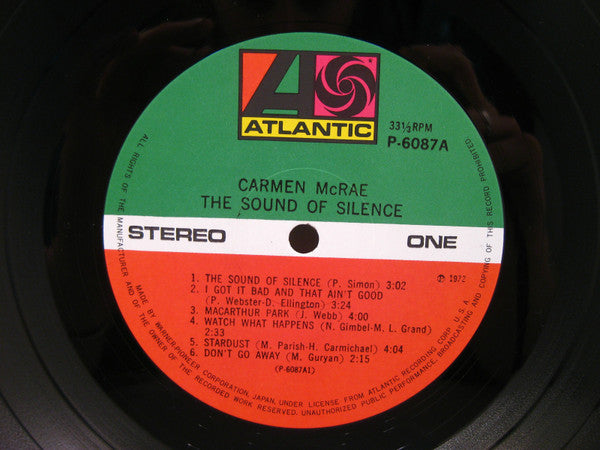 ATLANTIC
33⅓RPM
P-6087A
CARMEN McRAE
THE SOUND OF SILENCE
STEREO ONE
℗ 1972
1. THE SOUND OF SILENCE (P. Simon) 3:02
2. I GOT IT BAD AND THAT AIN'T GOOD
(P. Webster-D. Ellington) 3:24
3. MACARTHUR PARK (J. Webb) 4:00
4. WATCH WHAT HAPPENS (N. Gimbel-M. L. Grand)
2:33
5. STARDUST (M. Parish-H. Carmichael) 4:04
6. DON'T GO AWAY (M. Guryan) 2:15
(P-6087A1)
MADE BY WARNER-PIONEER CORPORATION, JAPAN, UNDER LICENSE FROM ATLANTIC RECORDING CORP. U.S.A.
ALL RIGHTS OF THE MANUFACTURER AND OF THE OWNER OF THE RECORDED WORK RESERVED. UNAUTHORIZED PUBLIC PERFORMANCE, BROADCASTING AND COPYING OF THIS RECORD PROHIBITED.